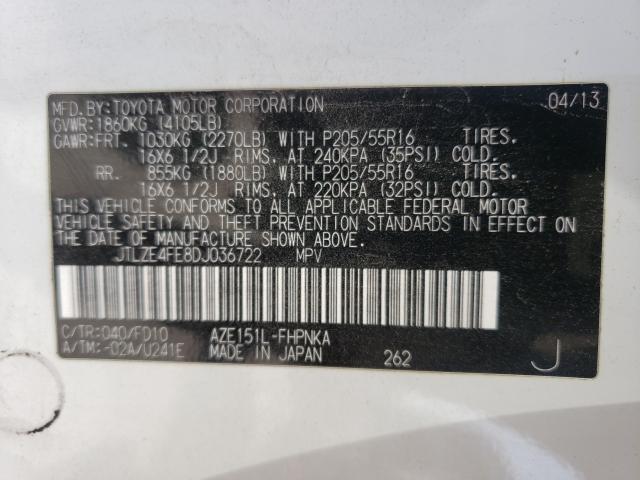 MFD.BY:TOYOTA MOTOR CORPORATION 04/13
GVWR:1860KG (4105LB)
GAWR:FRT. 1030KG (2270LB) WITH P205/55R16 TIRES.
16X6 1/2J RIMS. AT 240KPA (35PSI) COLD.
RR. 855KG (1880LB) WITH P205/55R16 TIRES.
16X6 1/2J RIMS. AT 220KPA (32PSI) COLD.
THIS VEHICLE CONFORMS TO ALL APPLICABLE FEDERAL MOTOR
VEHICLE SAFETY AND THEFT PREVENTION STANDARDS IN EFFECT ON
THE DATE OF MANUFACTURE SHOWN ABOVE.
JTLZE4FE8DJ036722 MPV
C/TR:040/FD10 AZE151L-FHPNKA
A/TM:-02A/U241E MADE IN JAPAN 262 J